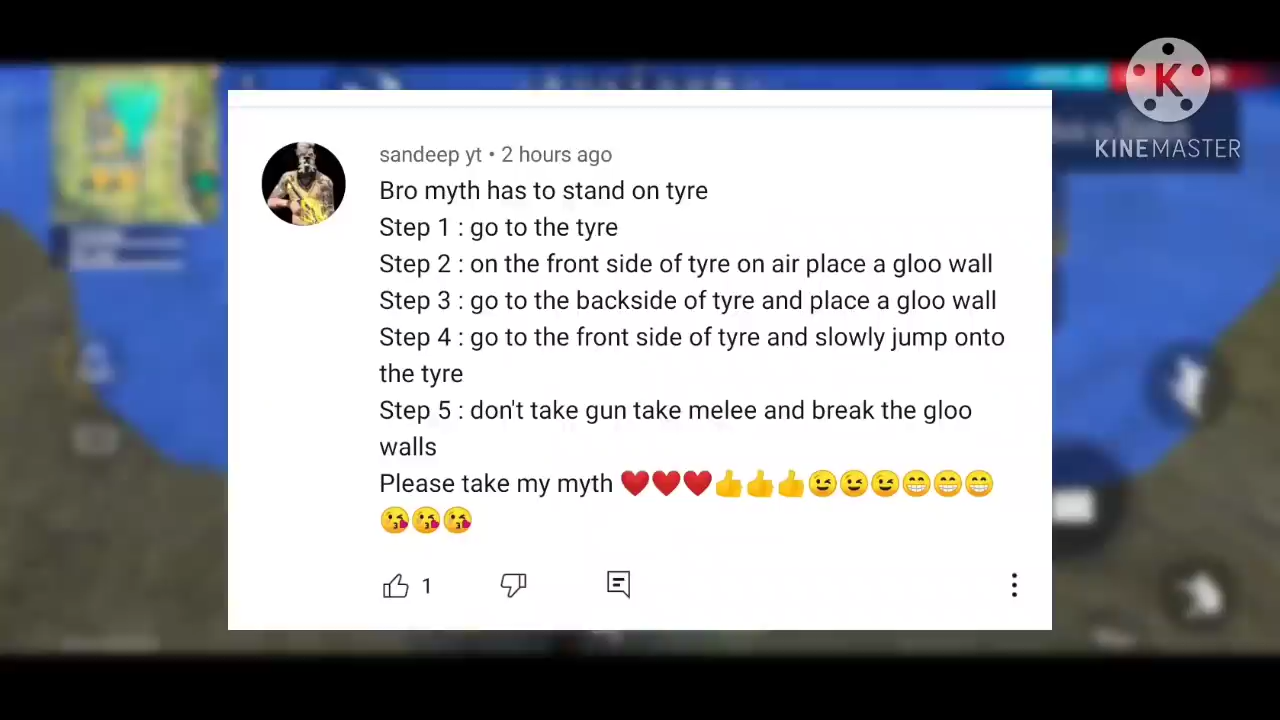 KINEMASTER
sandeep yt • 2 hours ago
Bro myth has to stand on tyre
Step 1 : go to the tyre
Step 2 : on the front side of tyre on air place a gloo wall
Step 3 : go to the backside of tyre and place a gloo wall
Step 4 : go to the front side of tyre and slowly jump onto
the tyre
Step 5 : don't take gun take melee and break the gloo
walls
Please take my myth ❤️❤️❤️👍👍👍😉😉😉😁😁😁
😘😘😘
1